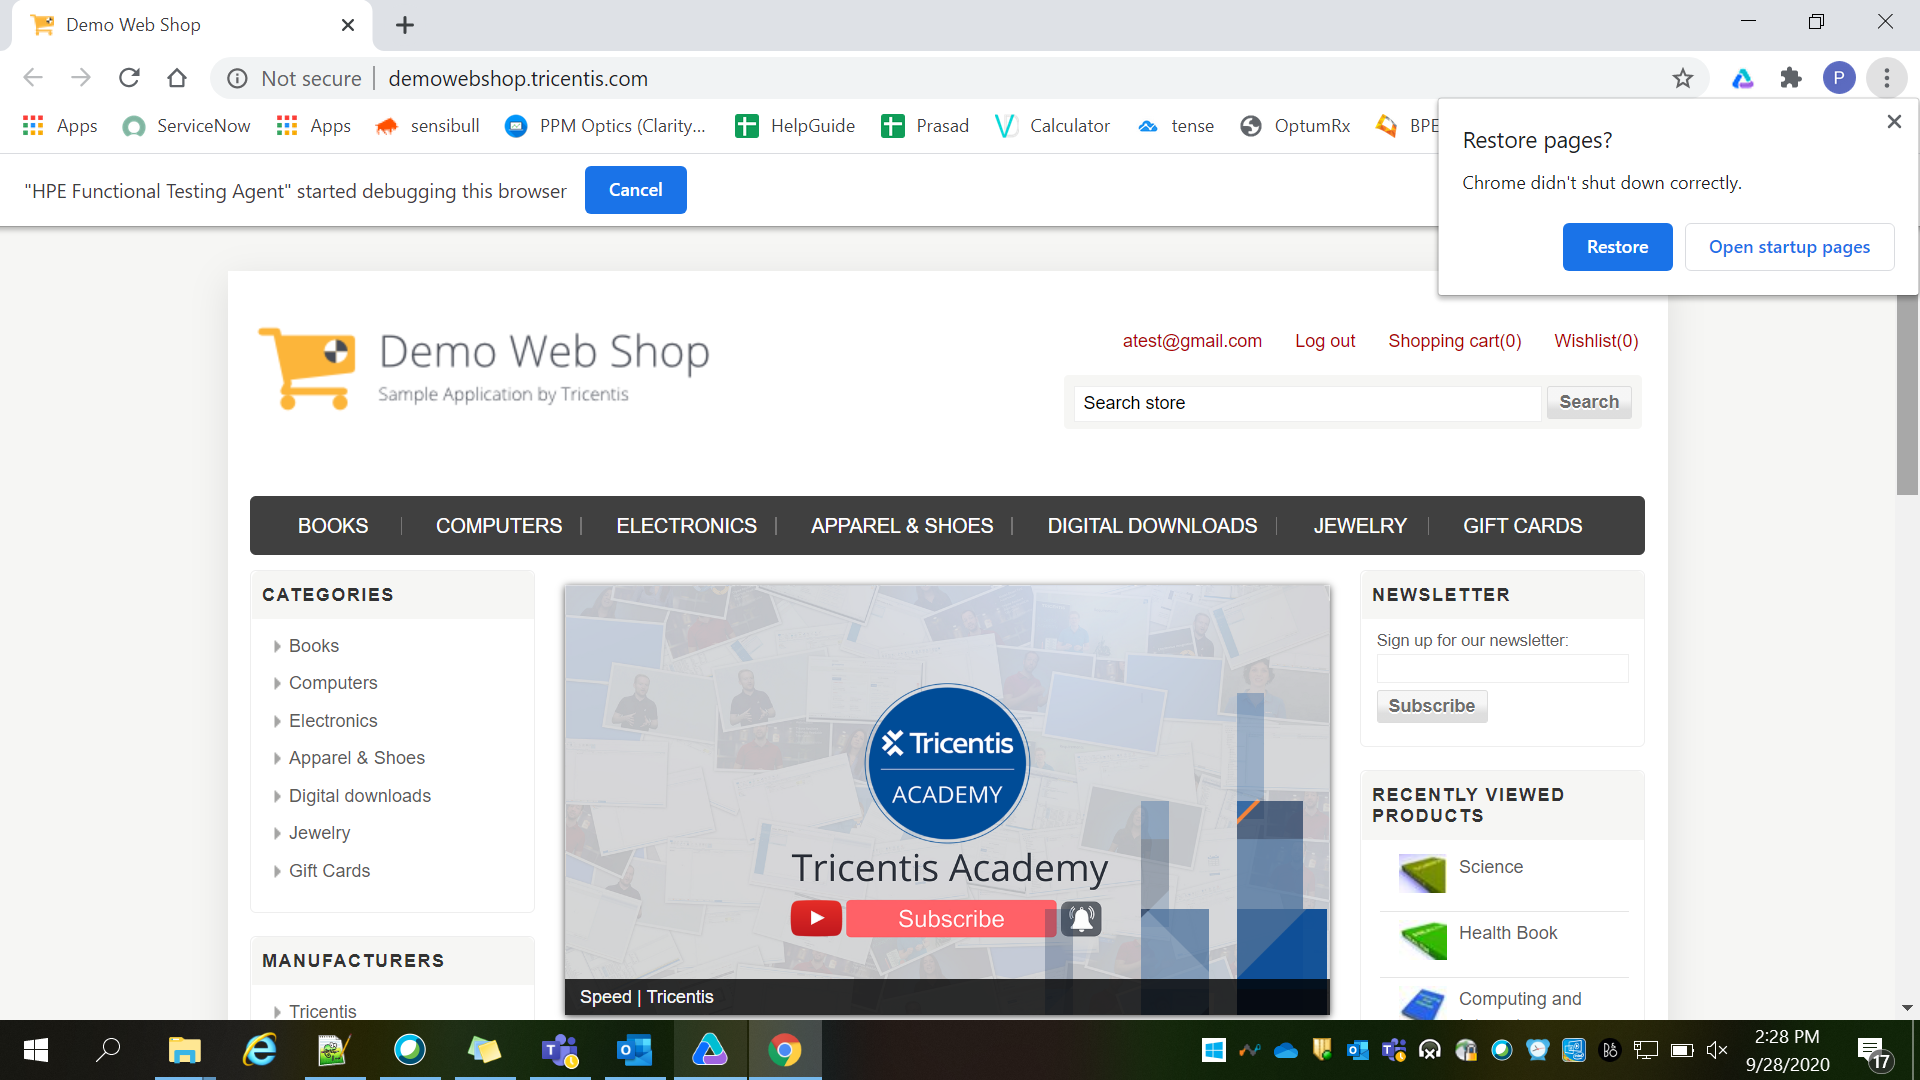 Demo Web Shop
Not secure
demowebshop.tricentis.com
P
Apps
ServiceNow
Apps
sensibull
PPM Optics (Clarity...
HelpGuide
Prasad
Calculator
tense
OptumRx
BPE
"HPE Functional Testing Agent" started debugging this browser
Cancel
Restore pages?
Chrome didn't shut down correctly.
Restore
Open startup pages
Demo Web Shop
Sample Application by Tricentis
atest@gmail.com
Log out
Shopping cart(0)
Wishlist(0)
Search store
Search
BOOKS
COMPUTERS
ELECTRONICS
APPAREL & SHOES
DIGITAL DOWNLOADS
JEWELRY
GIFT CARDS
CATEGORIES
Books
Computers
Electronics
Apparel & Shoes
Digital downloads
Jewelry
Gift Cards
MANUFACTURERS
Tricentis
Tricentis
ACADEMY
Tricentis Academy
Subscribe
Speed | Tricentis
NEWSLETTER
Sign up for our newsletter:
Subscribe
RECENTLY VIEWED
PRODUCTS
Science
Health Book
Computing and
2:28 PM
9/28/2020
17